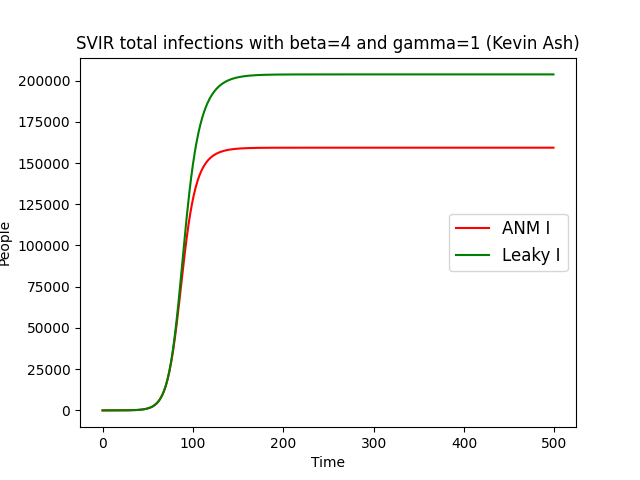 SVIR total infections with beta=4 and gamma=1 (Kevin Ash)
200000
175000
150000
125000
100000
75000
50000
25000
0
People
ANM I
Leaky I
0 100 200 300 400 500
Time